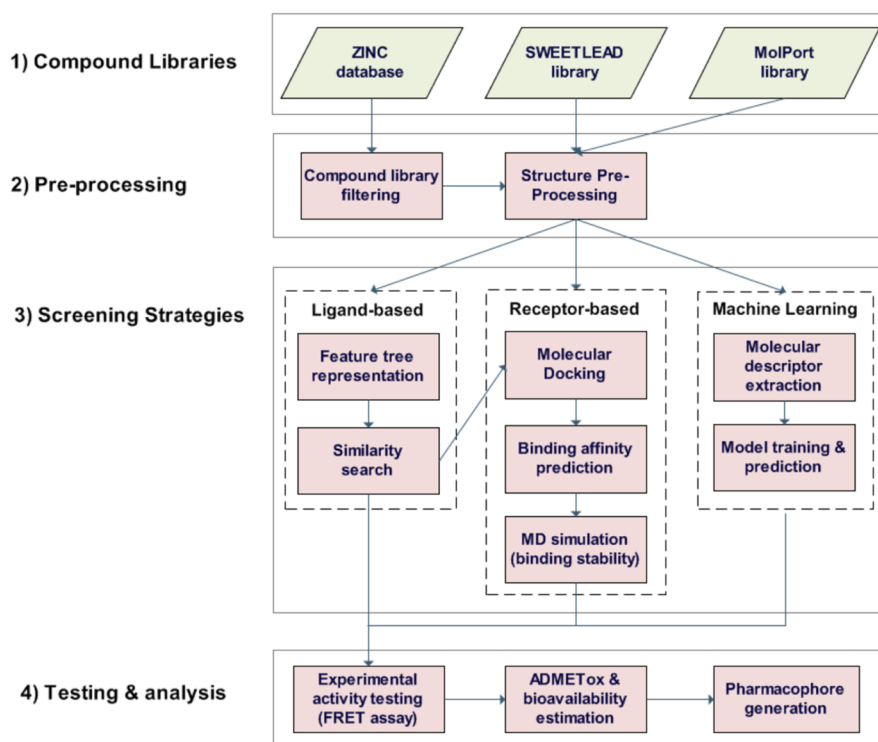 1) Compound Libraries
ZINC
database
SWEETLEAD
library
MolPort
library
2) Pre-processing
Compound library
filtering
Structure Pre-
Processing
3) Screening Strategies
Ligand-based
Feature tree
representation
Similarity
search
Receptor-based
Molecular
Docking
Binding affinity
prediction
MD simulation
(binding stability)
Machine Learning
Molecular
descriptor
extraction
Model training &
prediction
4) Testing & analysis
Experimental
activity testing
(FRET assay)
ADMETox &
bioavailability
estimation
Pharmacophore
generation